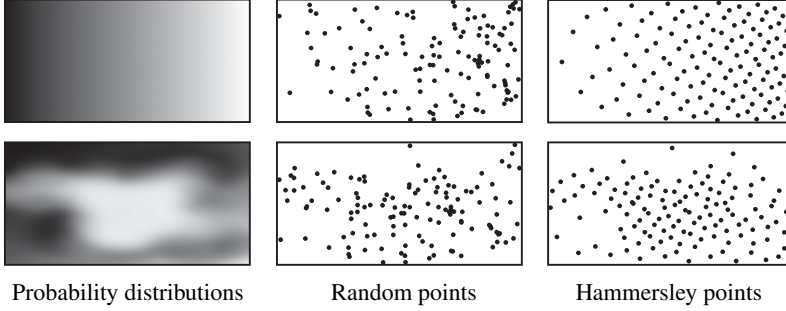 Probability distributions
Random points
Hammersley points